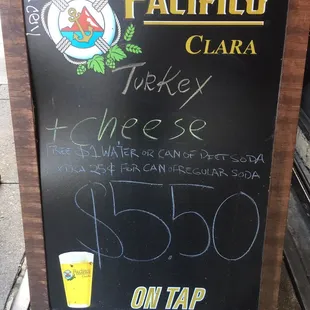 Deli
PACIFICO
CLARA
Turkey
+ cheese
FREE $1 WATER OR CAN OF DIET SODA
25¢ FOR CAN OF REGULAR SODA
$5.50
ON TAP